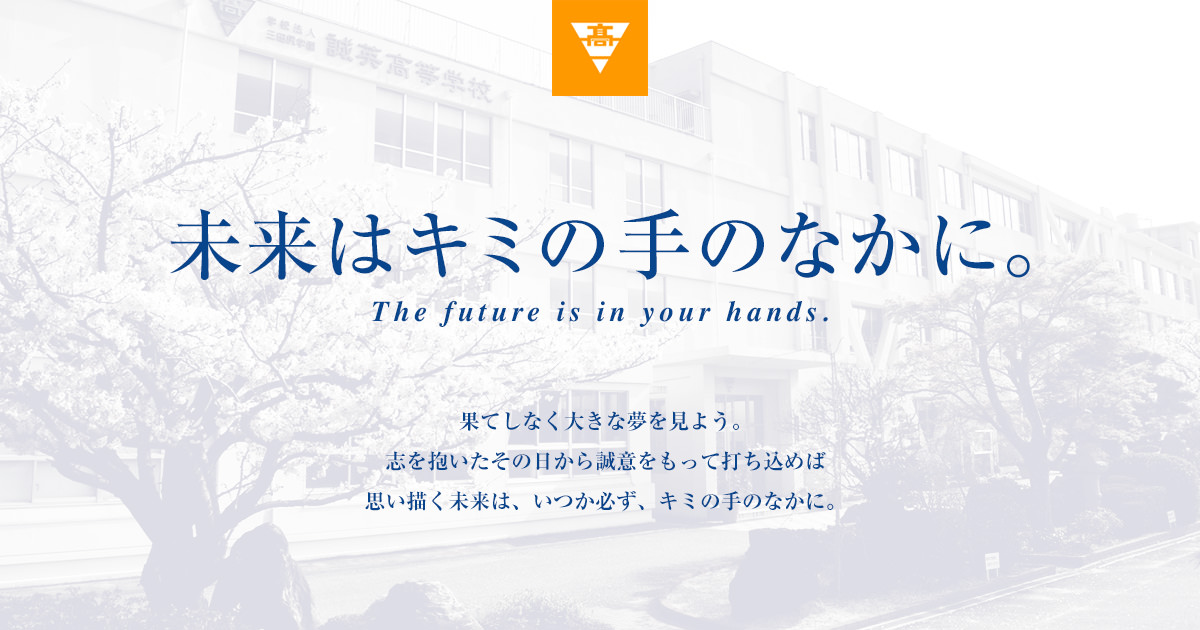 髙
学校法人
三田尻学園
誠英高等学校
未来はキミの手のなかに。
The future is in your hands.
果てしなく大きな夢を見よう。
志を抱いたその日から誠意をもって打ち込めば
思い描く未来は、いつか必ず、キミの手のなかに。